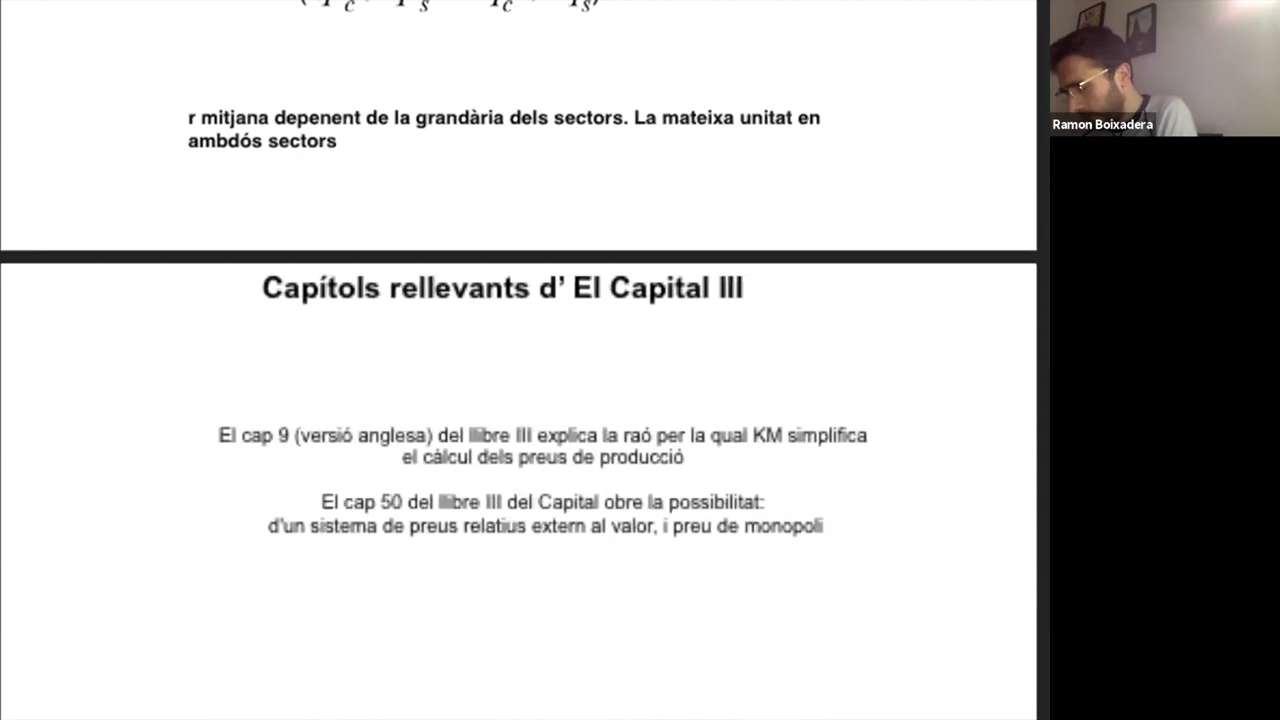 r mitjana depenent de la grandària dels sectors. La mateixa unitat en
ambdós sectors
Capítols rellevants d’ El Capital III
El cap 9 (versió anglesa) del llibre III explica la raó per la qual KM simplifica
el càlcul dels preus de producció
El cap 50 del llibre III del Capital obre la possibilitat:
d'un sistema de preus relatius extern al valor, i preu de monopoli
Ramon Boixadera